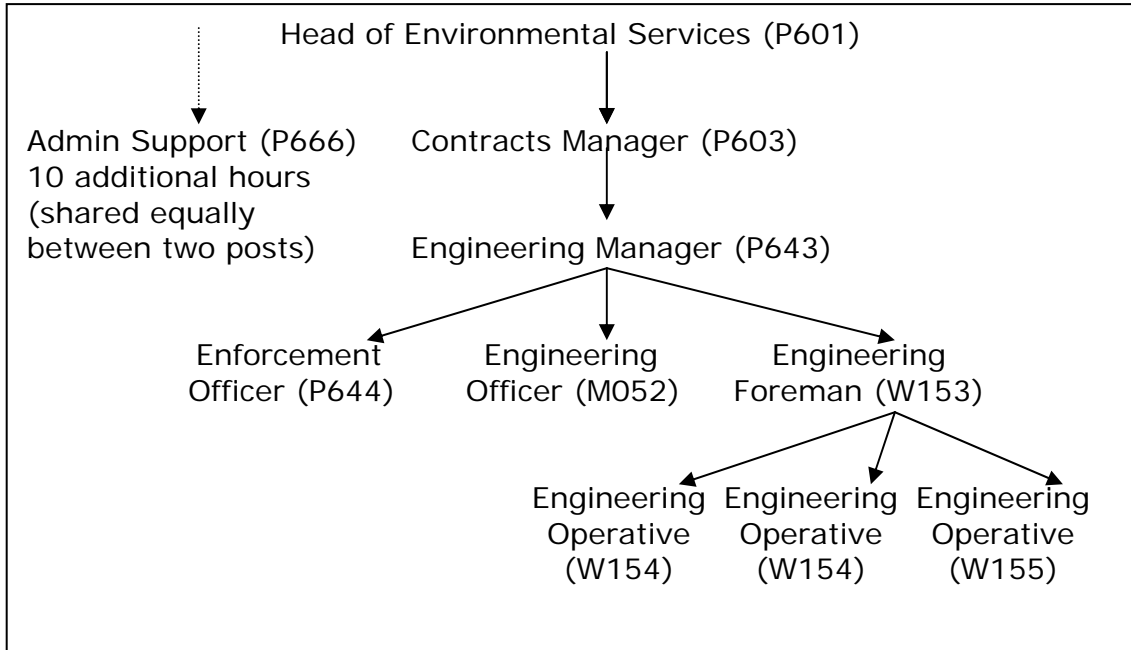 Head of Environmental Services (P601)
Admin Support (P666)
10 additional hours
(shared equally
between two posts)
Contracts Manager (P603)
Engineering Manager (P643)
Enforcement
Officer (P644)
Engineering
Officer (M052)
Engineering
Foreman (W153)
Engineering
Operative
(W154)
Engineering
Operative
(W154)
Engineering
Operative
(W155)